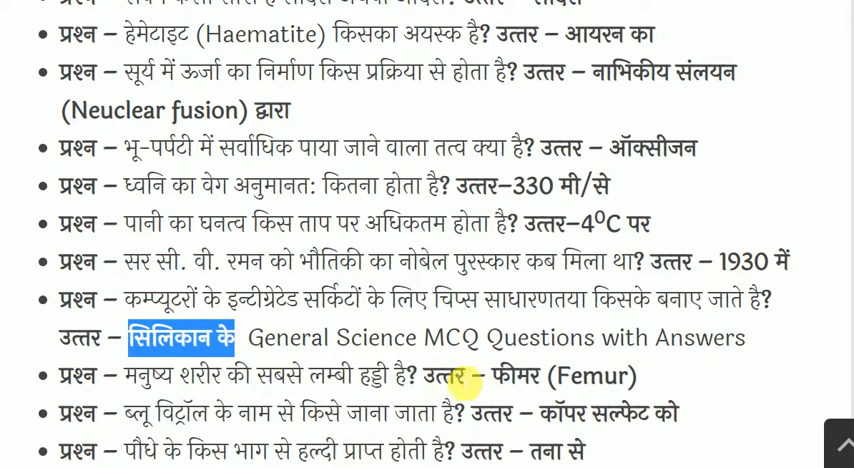 • प्रश्न – हेमेटाइट (Haematite) किसका अयस्क है? उत्तर – आयरन का
• प्रश्न – सूर्य में ऊर्जा का निर्माण किस प्रक्रिया से होता है? उत्तर – नाभिकीय संलयन
(Neuclear fusion) द्वारा
• प्रश्न – भू-पर्पटी में सर्वाधिक पाया जाने वाला तत्व क्या है? उत्तर – ऑक्सीजन
• प्रश्न – ध्वनि का वेग अनुमानत: कितना होता है? उत्तर–330 मी/से
• प्रश्न – पानी का घनत्व किस ताप पर अधिकतम होता है? उत्तर–4⁰C पर
• प्रश्न – सर सी. वी. रमन को भौतिकी का नोबेल पुरस्कार कब मिला था? उत्तर – 1930 में
• प्रश्न – कम्प्यूटरों के इन्टीग्रेटेड सर्किटों के लिए चिप्स साधारणतया किसके बनाए जाते है?
उत्तर – सिलिकान के General Science MCQ Questions with Answers
• प्रश्न – मनुष्य शरीर की सबसे लम्बी हड्डी है? उत्तर – फीमर (Femur)
• प्रश्न – ब्लू विट्रॉल के नाम से किसे जाना जाता है? उत्तर – कॉपर सल्फेट को
• प्रश्न – पौधे के किस भाग से हल्दी प्राप्त होती है? उत्तर – तना से